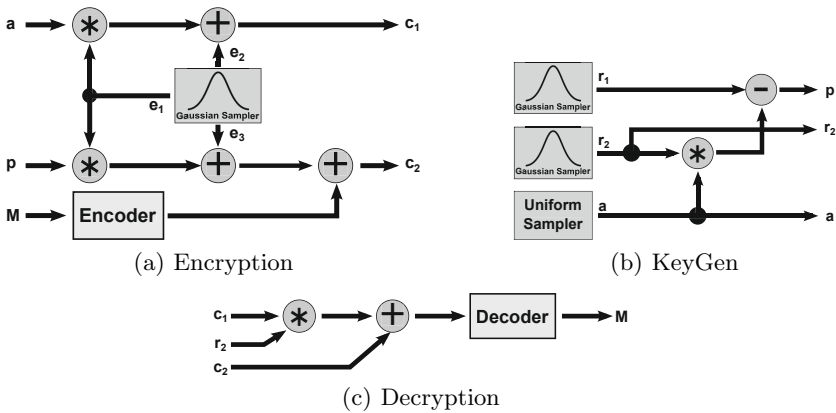 a
c1
e2
e1
Gaussian Sampler
e3
p
c2
M
Encoder
(a) Encryption
Gaussian Sampler
r1
p
Gaussian Sampler
r2
r2
Uniform
Sampler
a
a
(b) KeyGen
c1
r2
c2
Decoder
M
(c) Decryption